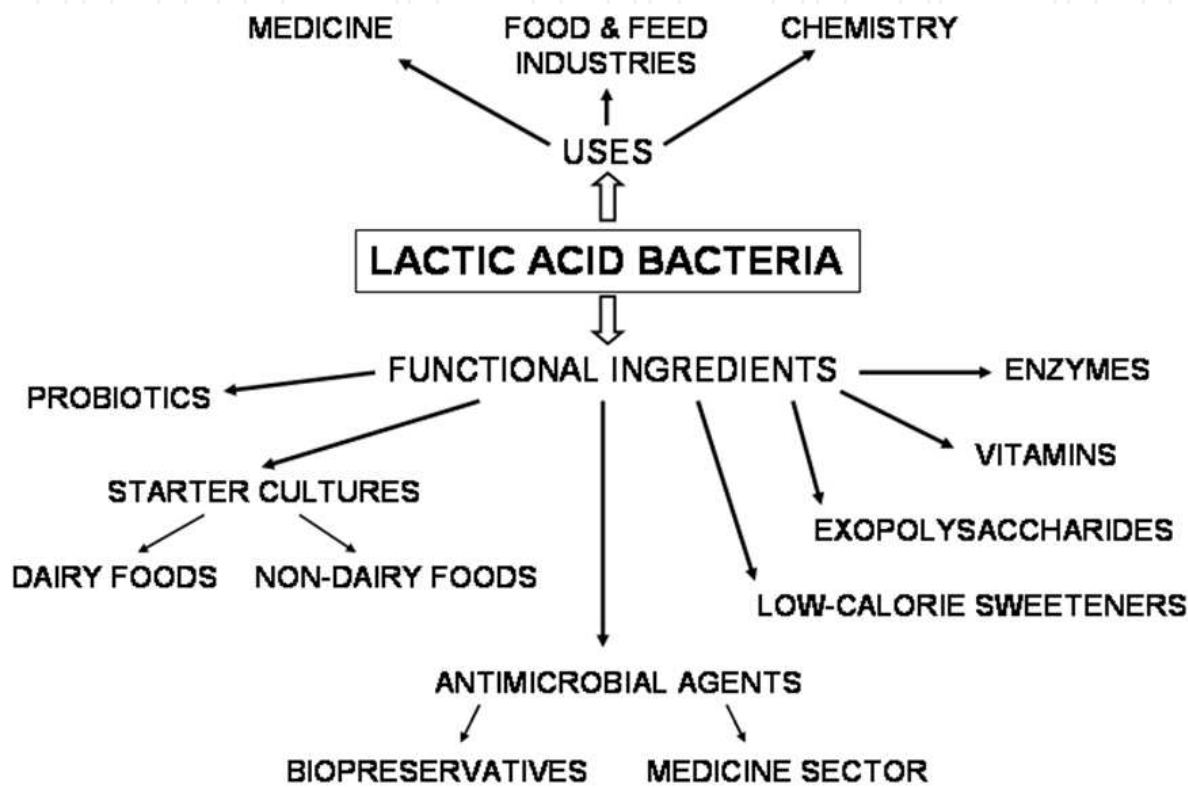 MEDICINE
FOOD & FEED
INDUSTRIES
CHEMISTRY
USES
LACTIC ACID BACTERIA
FUNCTIONAL INGREDIENTS
ENZYMES
PROBIOTICS
VITAMINS
STARTER CULTURES
EXOPOLYSACCHARIDES
DAIRY FOODS
NON-DAIRY FOODS
LOW-CALORIE SWEETENERS
ANTIMICROBIAL AGENTS
BIOPRESERVATIVES
MEDICINE SECTOR